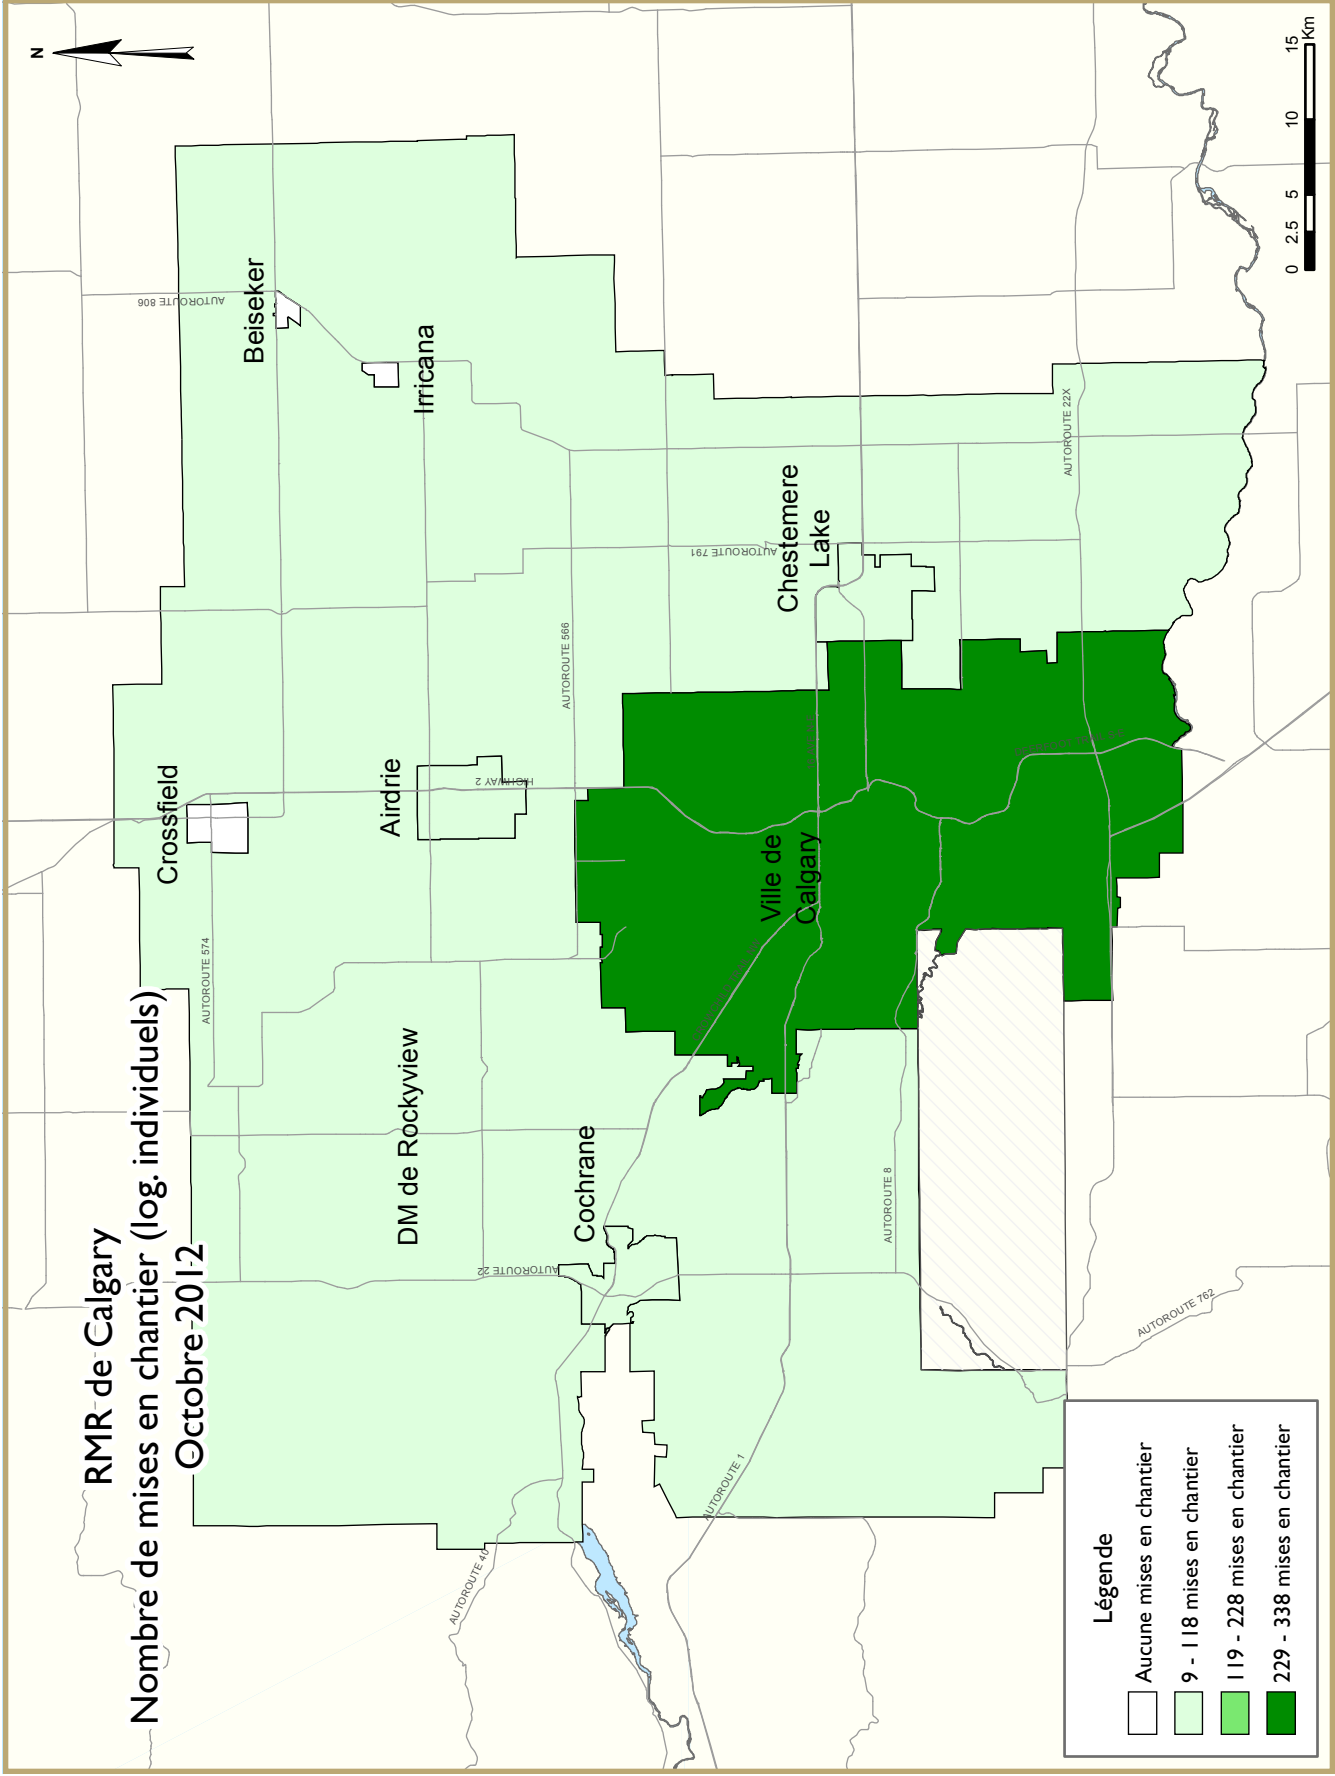 RMR de Calgary
Nombre de mises en chantier (log. individuels)
Octobre 2012
N
Crossfield
Beiseker
Irricana
Airdrie
DM de Rockyview
Cochrane
Chestemere
Lake
Ville de
Calgary
AUTOROUTE 574
AUTOROUTE 806
AUTOROUTE 566
HIGHWAY 2
AUTOROUTE 22
AUTOROUTE 791
AUTOROUTE 40
AUTOROUTE 1
AUTOROUTE 8
AUTOROUTE 22X
AUTOROUTE 762
Légende
Aucune mises en chantier
9 - 118 mises en chantier
119 - 228 mises en chantier
229 - 338 mises en chantier
0 2.5 5 10 15
Km